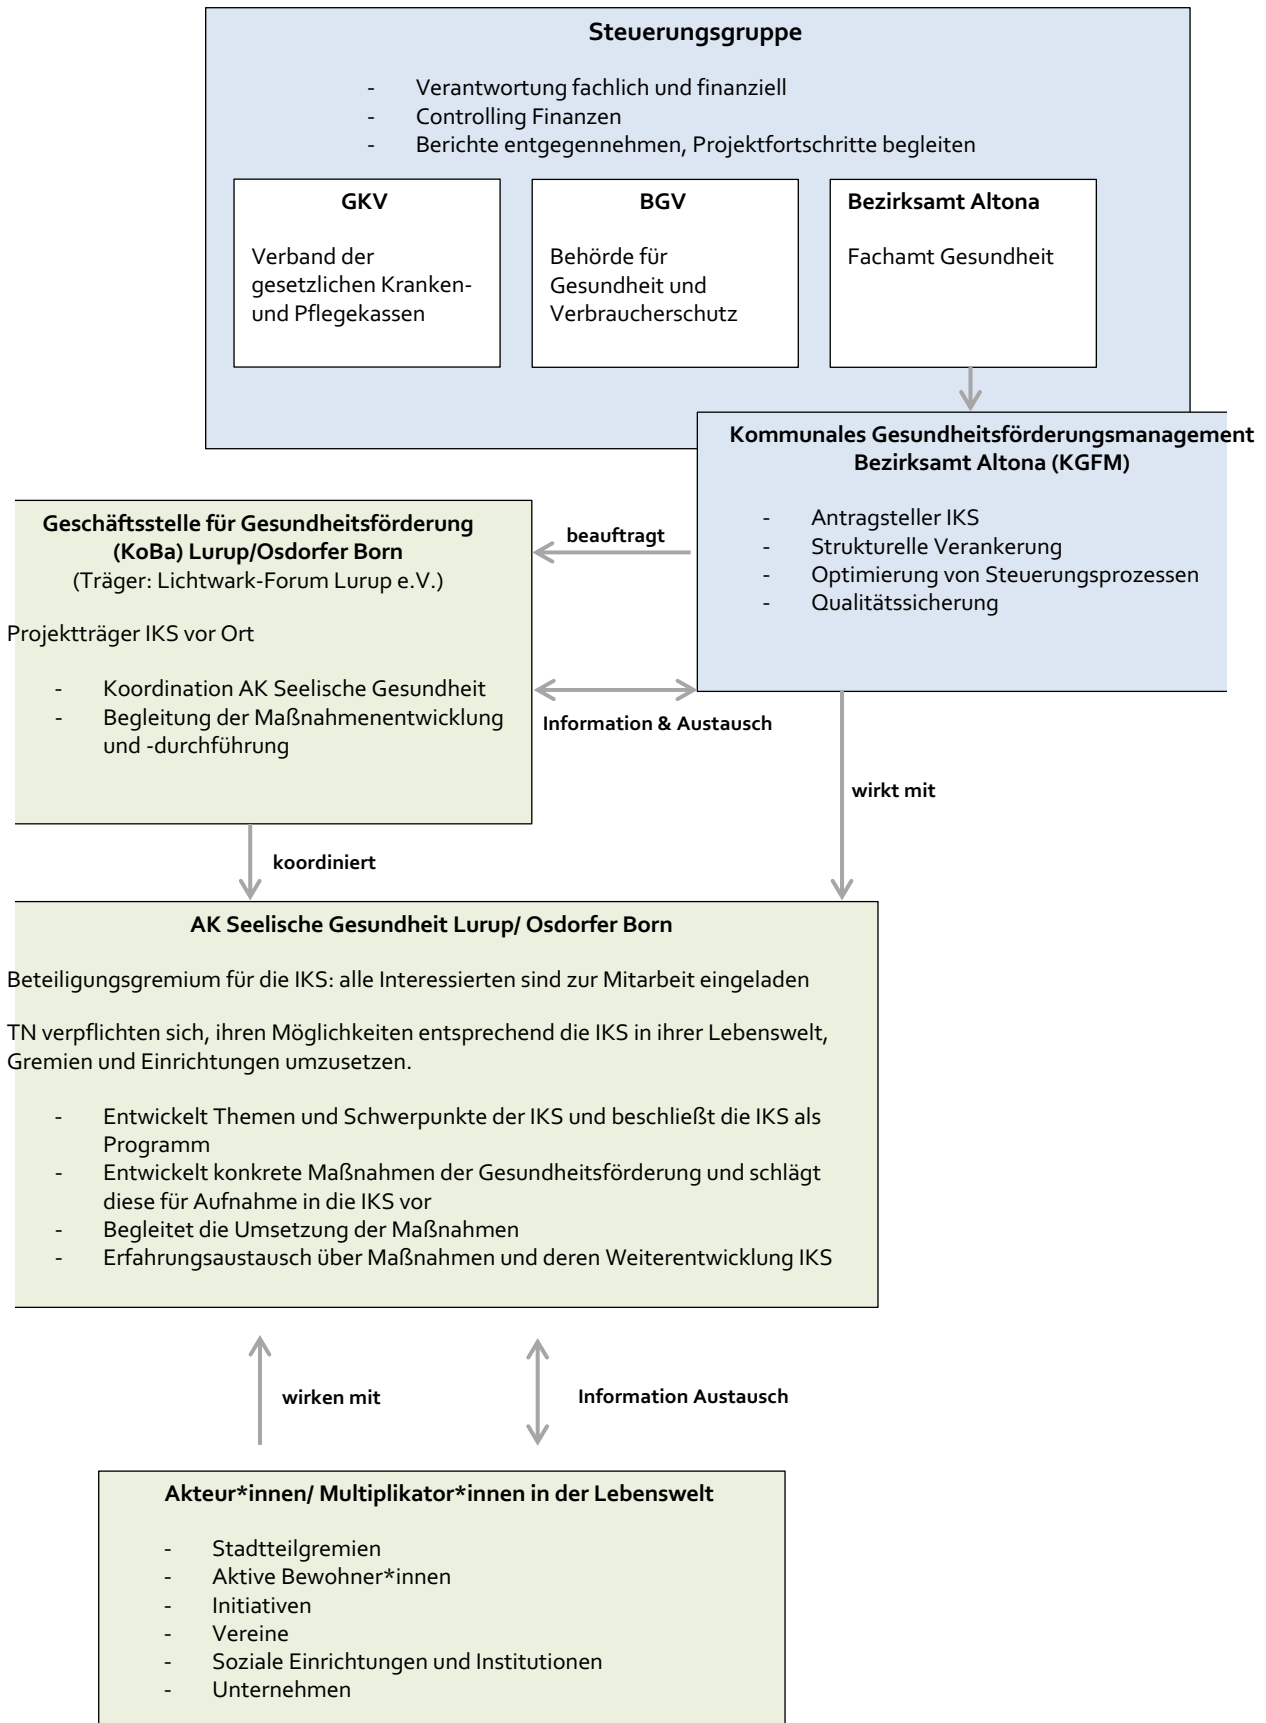 Steuerungsgruppe
- Verantwortung fachlich und finanziell
- Controlling Finanzen
- Berichte entgegennehmen, Projektfortschritte begleiten
GKV
Verband der
gesetzlichen Kranken-
und Pflegekassen
BGV
Behörde für
Gesundheit und
Verbraucherschutz
Bezirksamt Altona
Fachamt Gesundheit
Kommunales Gesundheitsförderungsmanagement
Bezirksamt Altona (KGFM)
- Antragsteller IKS
- Strukturelle Verankerung
- Optimierung von Steuerungsprozessen
- Qualitätssicherung
beauftragt
Geschäftsstelle für Gesundheitsförderung
(KoBa) Lurup/Osdorfer Born
(Träger: Lichtwark-Forum Lurup e.V.)
Projektträger IKS vor Ort
- Koordination AK Seelische Gesundheit
- Begleitung der Maßnahmenentwicklung
und -durchführung
Information & Austausch
wirkt mit
koordiniert
AK Seelische Gesundheit Lurup/ Osdorfer Born
Beteiligungsgremium für die IKS: alle Interessierten sind zur Mitarbeit eingeladen
TN verpflichten sich, ihren Möglichkeiten entsprechend die IKS in ihrer Lebenswelt,
Gremien und Einrichtungen umzusetzen.
- Entwickelt Themen und Schwerpunkte der IKS und beschließt die IKS als
Programm
- Entwickelt konkrete Maßnahmen der Gesundheitsförderung und schlägt
diese für Aufnahme in die IKS vor
- Begleitet die Umsetzung der Maßnahmen
- Erfahrungsaustausch über Maßnahmen und deren Weiterentwicklung IKS
wirken mit
Information Austausch
Akteur*innen/ Multiplikator*innen in der Lebenswelt
- Stadtteilgremien
- Aktive Bewohner*innen
- Initiativen
- Vereine
- Soziale Einrichtungen und Institutionen
- Unternehmen